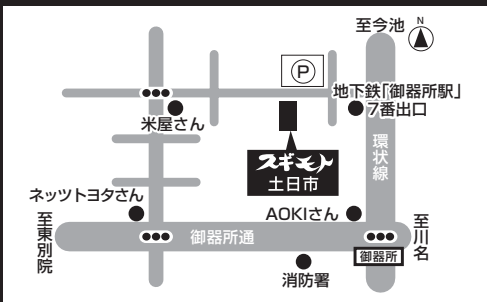 至今池
N
P
地下鉄「御器所駅」
7番出口
米屋さん
環状線
スギモト
土日市
ネッツトヨタさん
AOKIさん
至東別院
御器所通
至川名
御器所
消防署